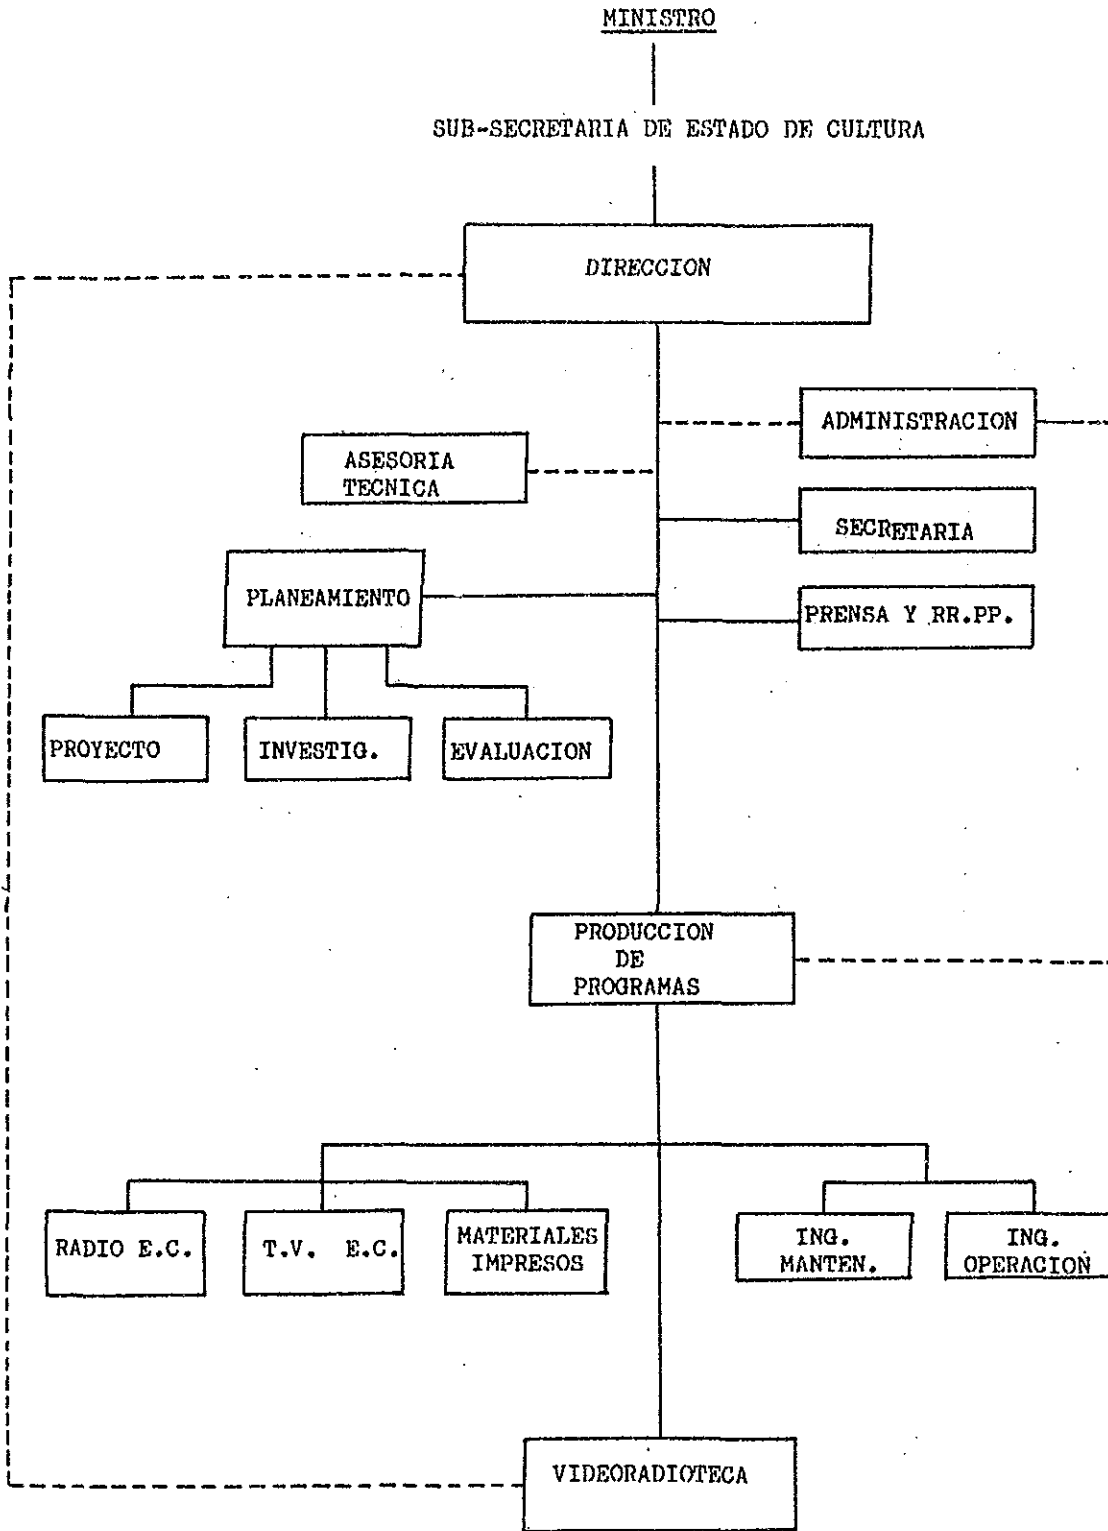 MINISTRO
SUB-SECRETARIA DE ESTADO DE CULTURA
DIRECCION
ADMINISTRACION
ASESORIA
TECNICA
SECRETARIA
PLANEAMIENTO
PRENSA Y RR.PP.
PROYECTO
INVESTIG.
EVALUACION
PRODUCCION
DE
PROGRAMAS
RADIO E.C.
T.V. E.C.
MATERIALES
IMPRESOS
ING.
MANTEN.
ING.
OPERACION
VIDEORADIOTECA